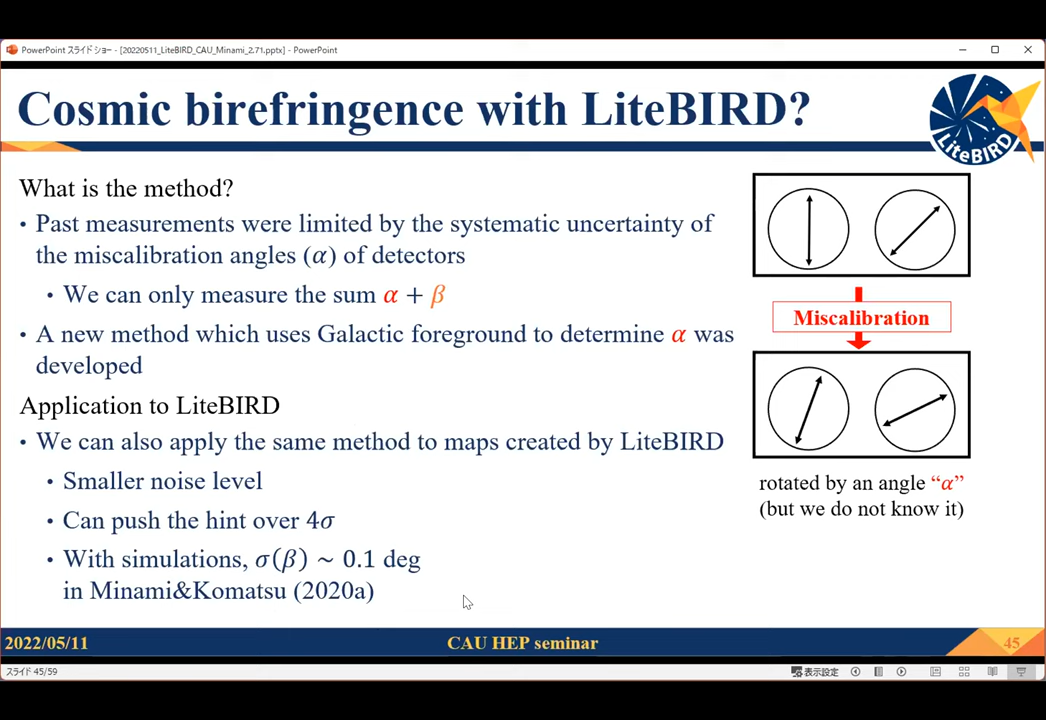 PowerPoint スライド ショー - [20220511_LiteBIRD_CAU_Minami_2.71.pptx] - PowerPoint
Cosmic birefringence with LiteBIRD?
LiteBIRD
What is the method?
• Past measurements were limited by the systematic uncertainty of
the miscalibration angles (α) of detectors
• We can only measure the sum α + β
• A new method which uses Galactic foreground to determine α was
developed
Application to LiteBIRD
• We can also apply the same method to maps created by LiteBIRD
• Smaller noise level
• Can push the hint over 4σ
• With simulations, σ(β) ~ 0.1 deg
in Minami&Komatsu (2020a)
Miscalibration
rotated by an angle “α”
(but we do not know it)
2022/05/11
CAU HEP seminar
45
スライド 45/59
表示設定